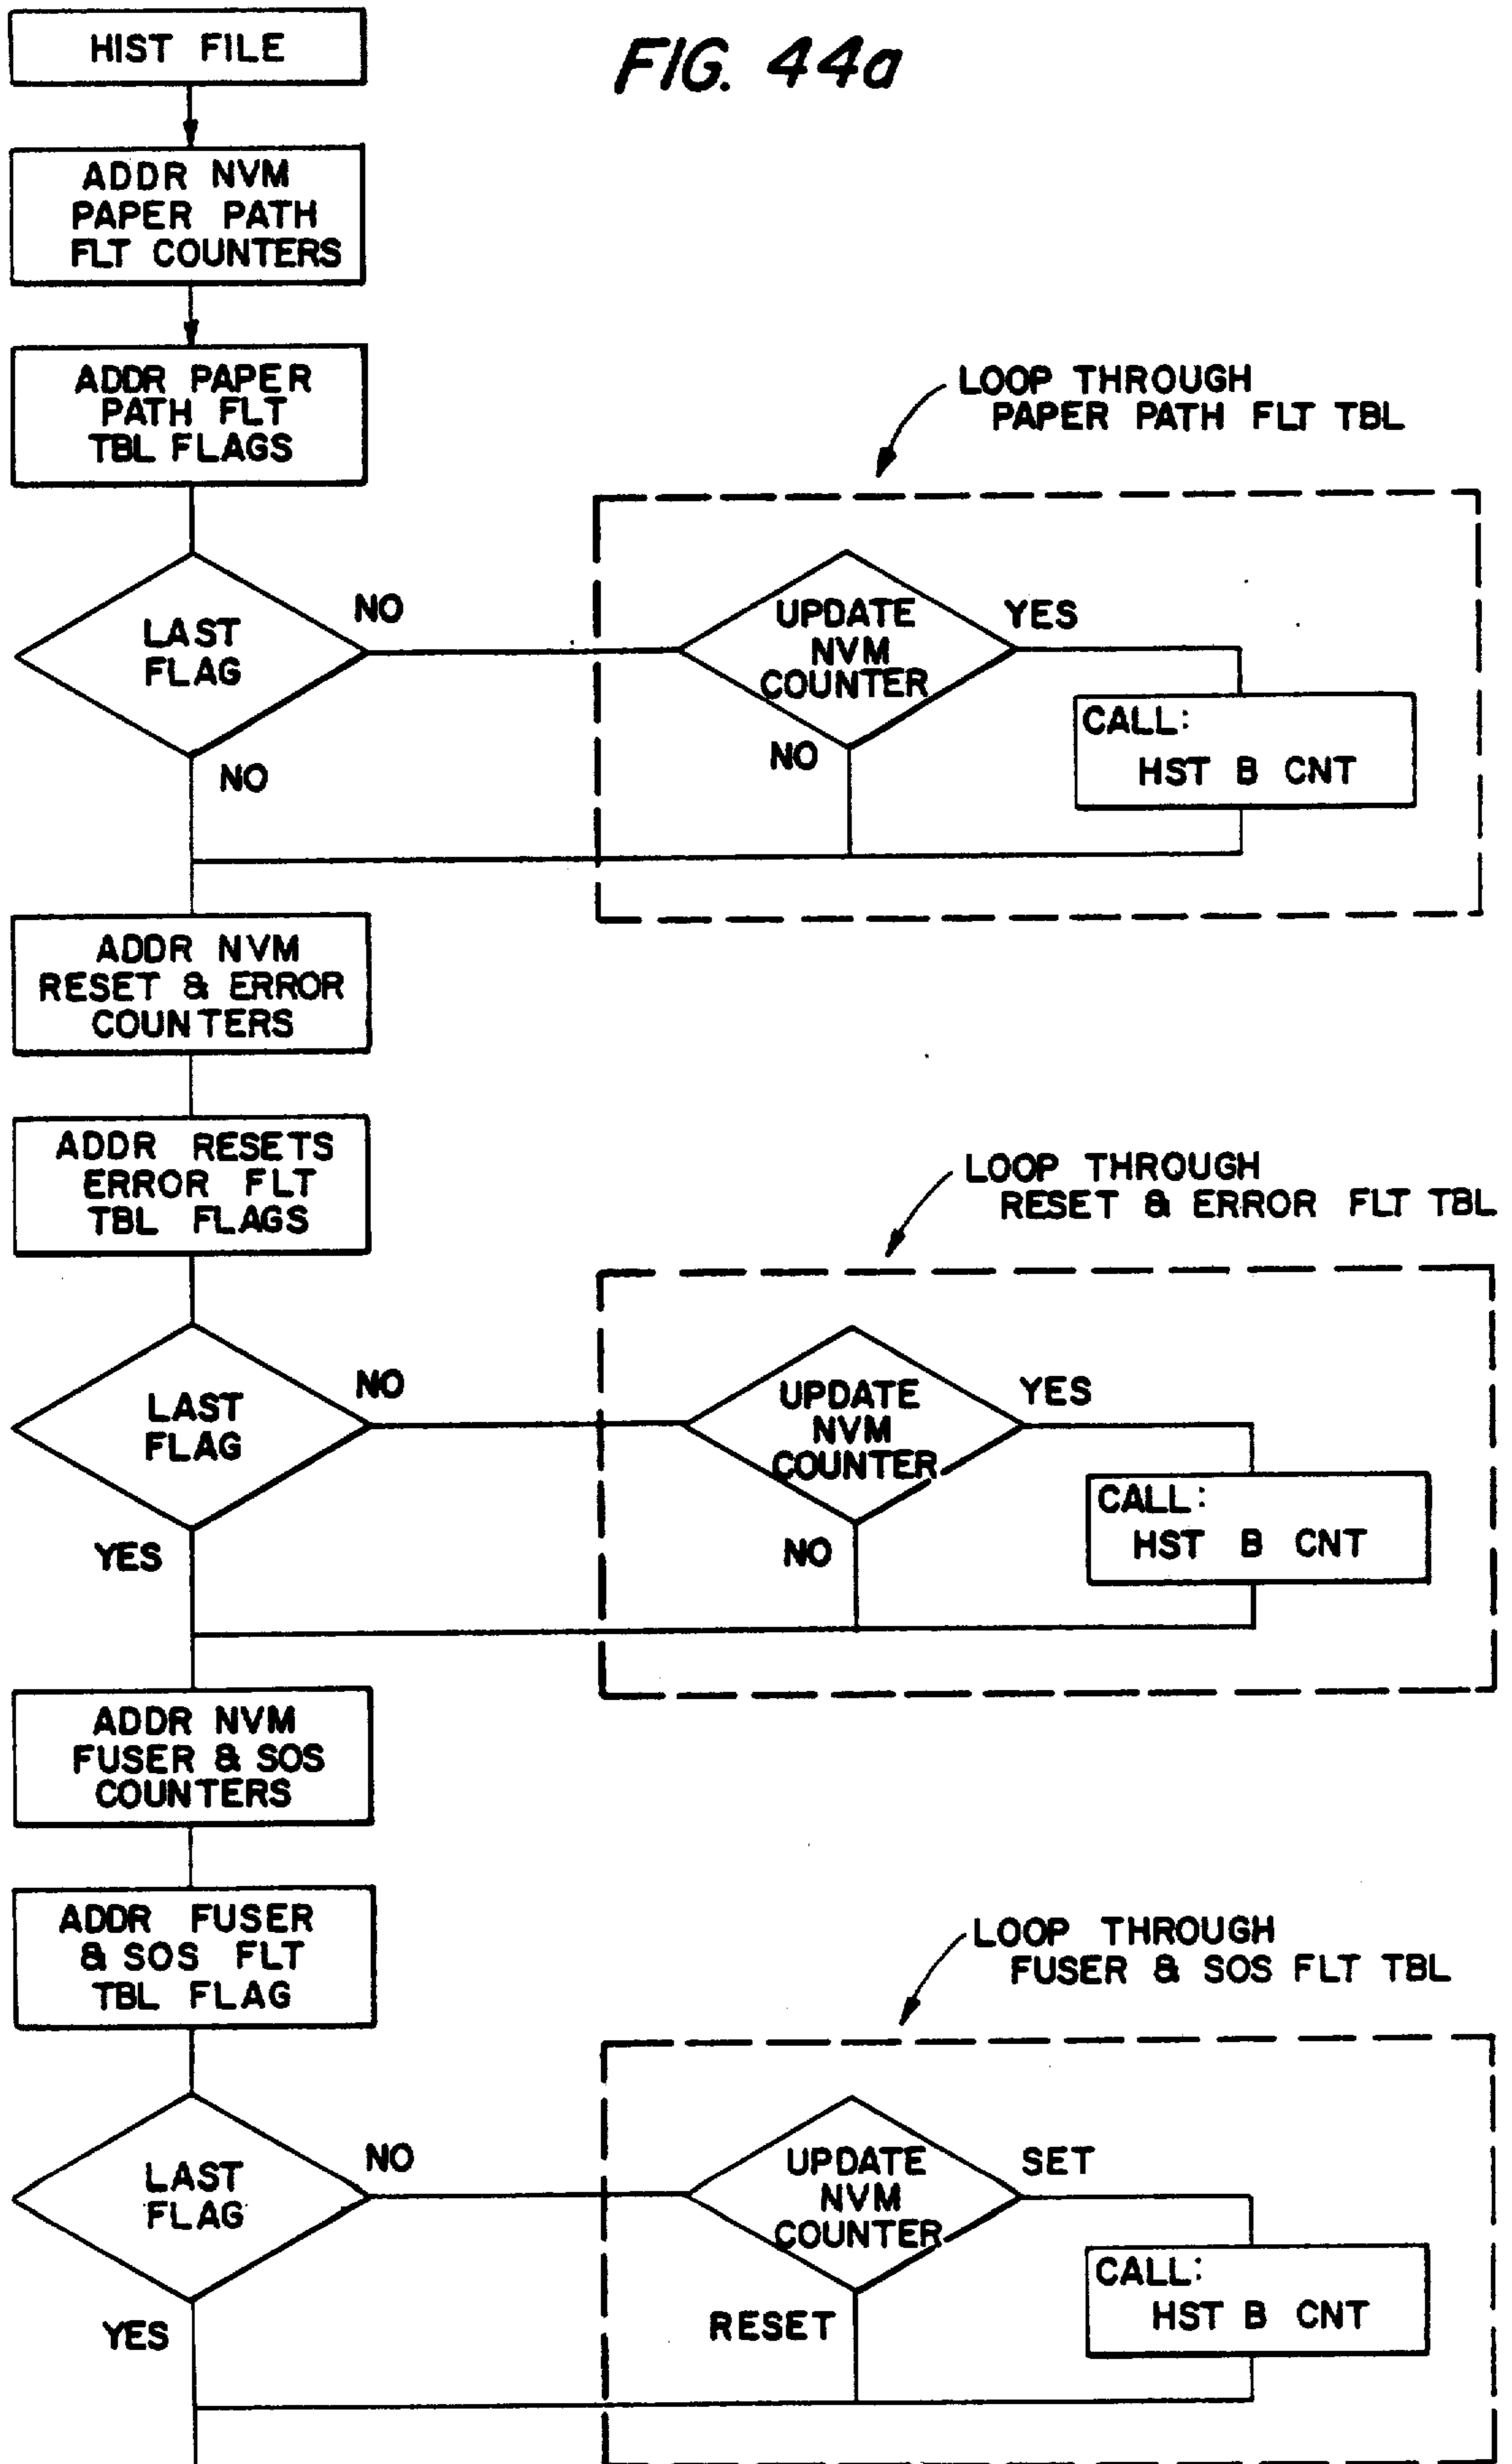 FIG. 44a
HIST FILE
ADDR NVM
PAPER PATH
FLT COUNTERS
ADDR PAPER
PATH FLT
TBL FLAGS
LOOP THROUGH
PAPER PATH FLT TBL
LAST
FLAG
NO
NO
UPDATE
NVM
COUNTER
YES
NO
CALL:
HST B CNT
ADDR NVM
RESET & ERROR
COUNTERS
ADDR RESETS
ERROR FLT
TBL FLAGS
LOOP THROUGH
RESET & ERROR FLT TBL
LAST
FLAG
NO
YES
UPDATE
NVM
COUNTER
YES
NO
CALL:
HST B CNT
ADDR NVM
FUSER & SOS
COUNTERS
ADDR FUSER
& SOS FLT
TBL FLAG
LOOP THROUGH
FUSER & SOS FLT TBL
LAST
FLAG
NO
YES
UPDATE
NVM
COUNTER
SET
RESET
CALL:
HST B CNT